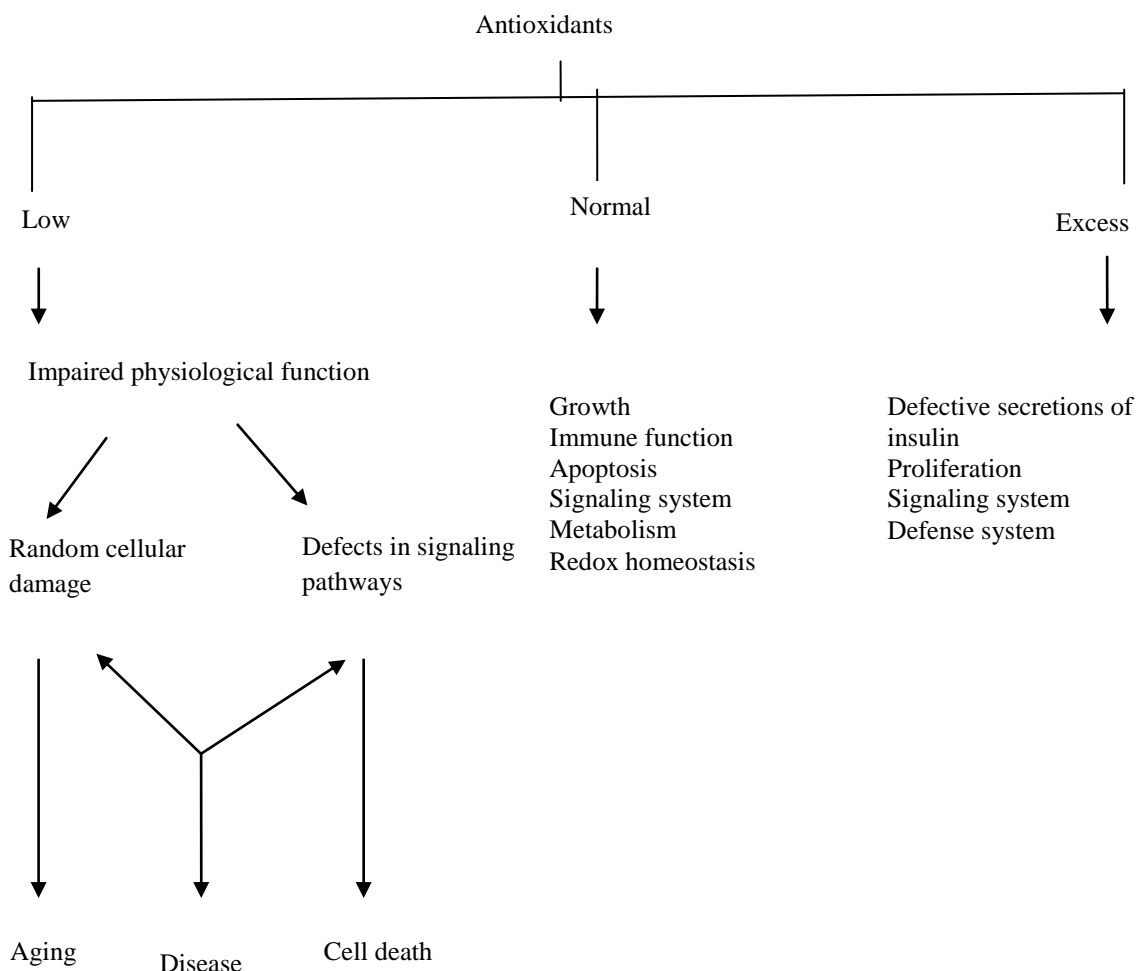 Antioxidants
Low
Normal
Excess
Impaired physiological function
Growth
Immune function
Apoptosis
Signaling system
Metabolism
Redox homeostasis
Defective secretions of
insulin
Proliferation
Signaling system
Defense system
Random cellular
damage
Defects in signaling
pathways
Aging
Disease
Cell death